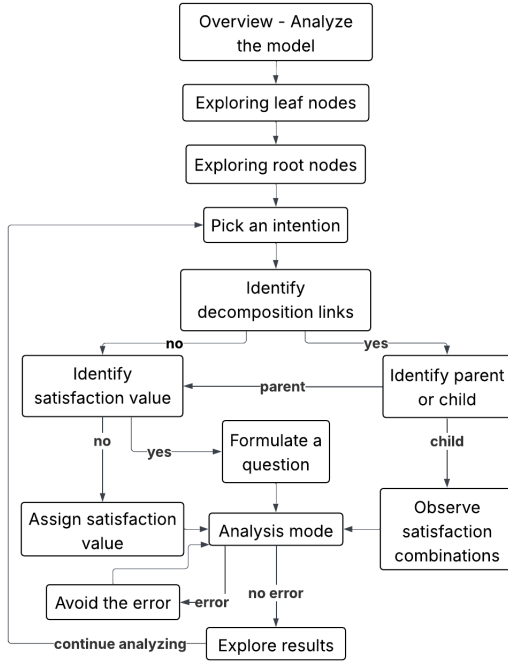 Overview - Analyze
the model
Exploring leaf nodes
Exploring root nodes
Pick an intention
Identify
decomposition links
no
yes
Identify
satisfaction value
parent
Identify parent
or child
no
yes
Formulate a
question
child
Assign satisfaction
value
Analysis mode
Observe
satisfaction
combinations
Avoid the error
error
no error
continue analyzing
Explore results